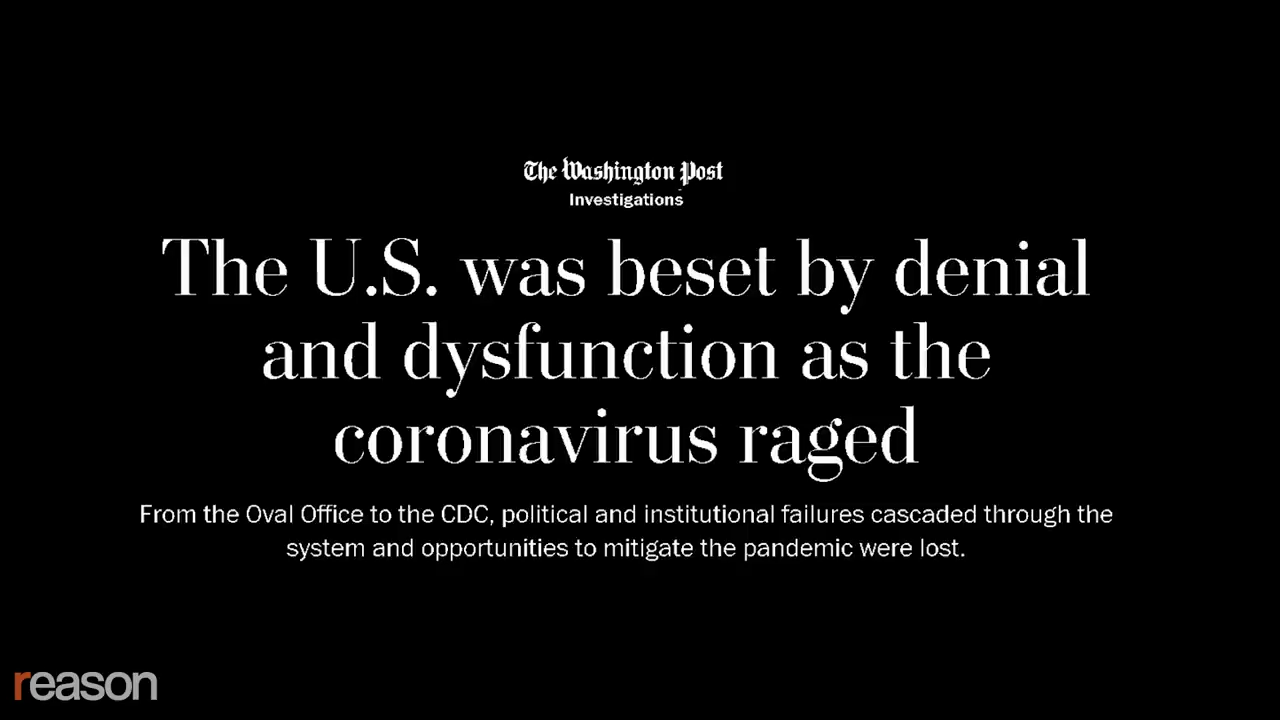 The Washington Post
Investigations
The U.S. was beset by denial
and dysfunction as the
coronavirus raged
From the Oval Office to the CDC, political and institutional failures cascaded through the
system and opportunities to mitigate the pandemic were lost.
reason